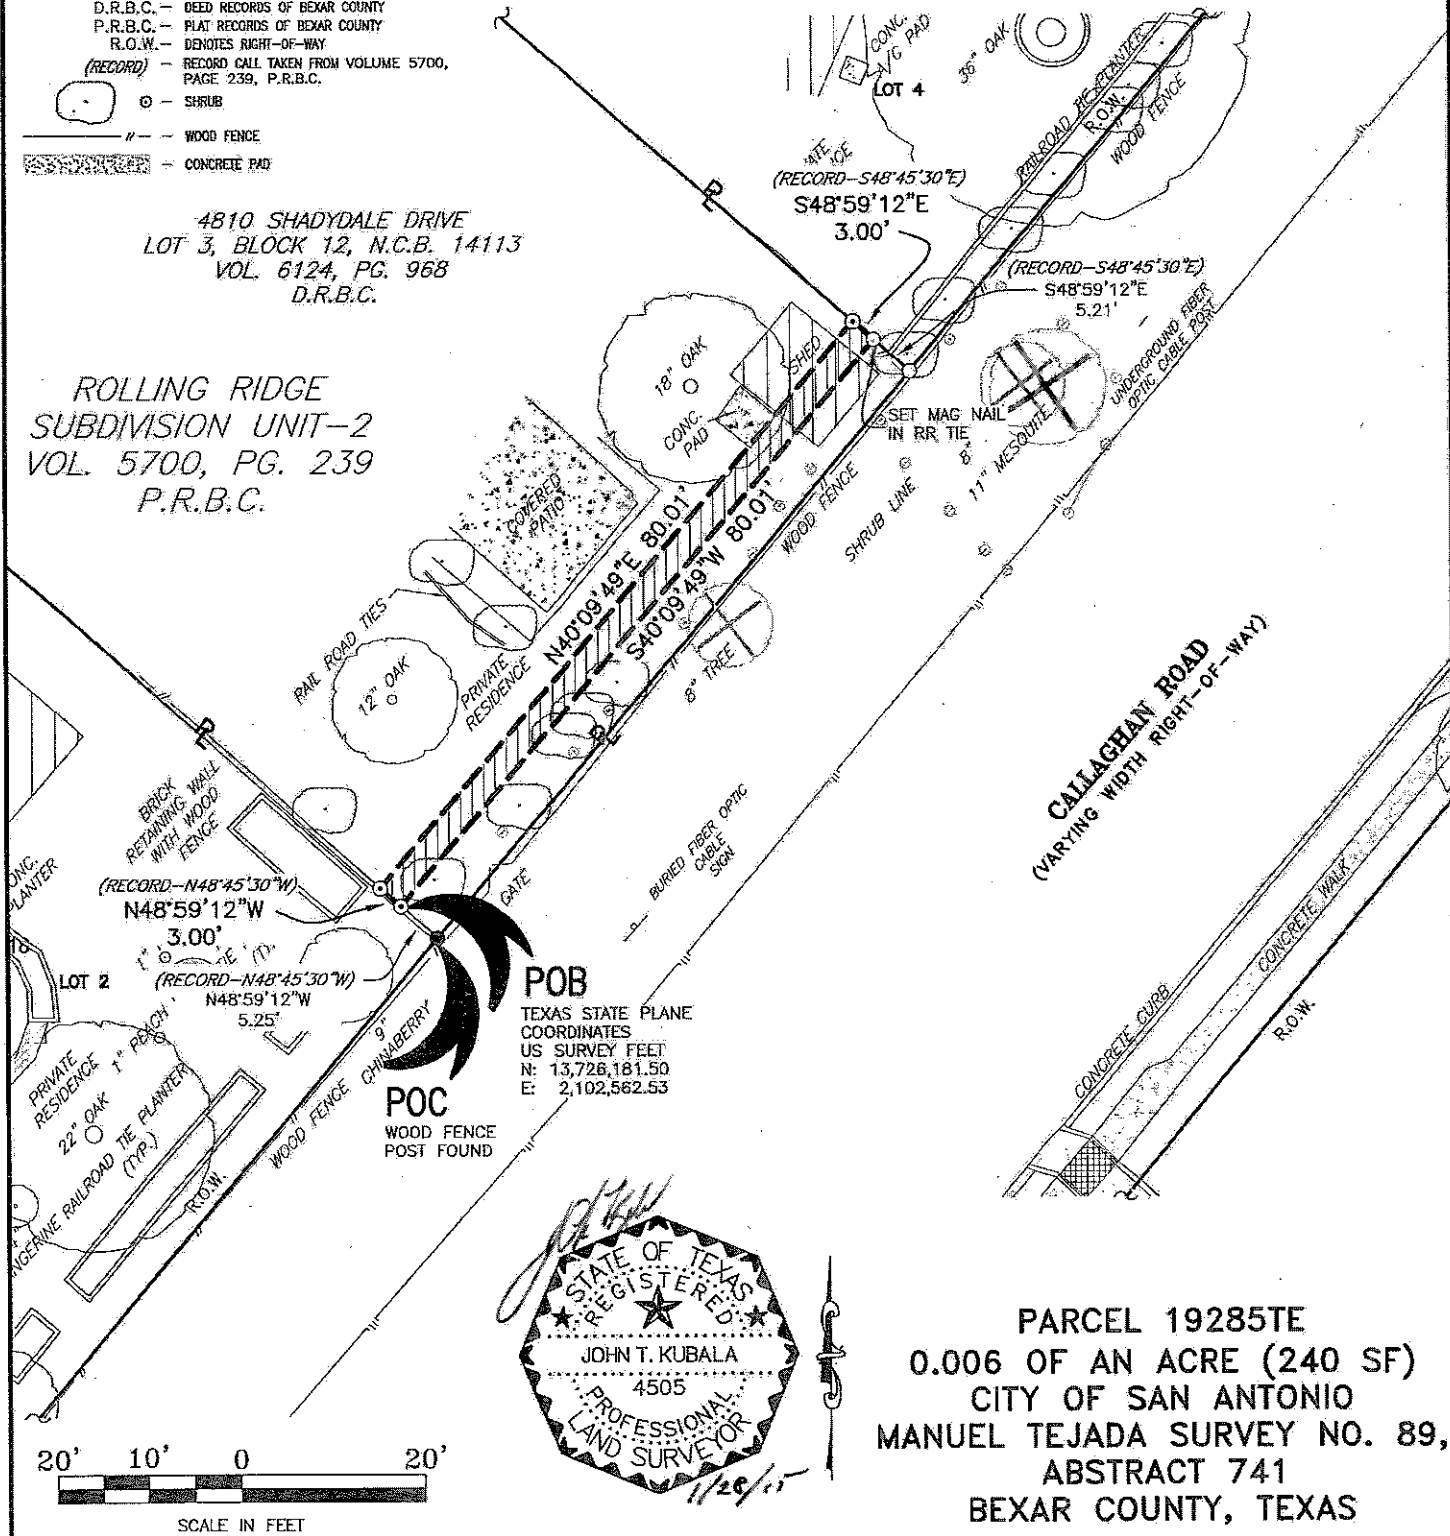 D.R.B.C. – DEED RECORDS OF BEXAR COUNTY
P.R.B.C. – PLAT RECORDS OF BEXAR COUNTY
R.O.W. – DENOTES RIGHT-OF-WAY
(RECORD) – RECORD CALL TAKEN FROM VOLUME 5700,
PAGE 239, P.R.B.C.
– SHRUB
– WOOD FENCE
– CONCRETE PAD
4810 SHADYDALE DRIVE
LOT 3, BLOCK 12, N.C.B. 14113
VOL. 6124, PG. 968
D.R.B.C.
ROLLING RIDGE
SUBDIVISION UNIT-2
VOL. 5700, PG. 239
P.R.B.C.
CONC.
A/C PAD
LOT 4
36" OAK
RAILROAD TIE PLANTER
R.O.W.
WOOD FENCE
PL
(RECORD-S48°45'30"E)
S48°59'12"E
3.00'
(RECORD-S48°45'30"E)
S48°59'12"E
5.21'
UNDERGROUND FIBER
OPTIC CABLE POST
18" OAK
SHED
CONC.
PAD
SET MAG NAIL
IN RR TIE
8'
11" MESQUITE
COVERED
PATIO
WOOD FENCE
SHRUB LINE
N40°09'49"E 80.01'
S40°09'49"W 80.01'
RAIL ROAD TIES
12" OAK
PRIVATE
RESIDENCE
8" TREE
PL
PL
CALLAGHAN ROAD
(VARYING WIDTH RIGHT-OF-WAY)
BRICK
RETAINING WALL
WITH WOOD
FENCE
BURIED FIBER OPTIC
CABLE
SIGN
GATE
(RECORD-N48°45'30"W)
N48°59'12"W
3.00'
LOT 2
(RECORD-N48°45'30"W)
N48°59'12"W
5.25'
POB
TEXAS STATE PLANE
COORDINATES
US SURVEY FEET
N: 13,726,181.50
E: 2,102,562.53
POC
WOOD FENCE
POST FOUND
PRIVATE
RESIDENCE
1" PEACH
22" OAK
RAILROAD TIE PLANTER
(TYP.)
R.O.W.
WOOD FENCE
9"
CHINABERRY
CONCRETE WALK
CONCRETE CURB
R.O.W.
STATE OF TEXAS
REGISTERED
JOHN T. KUBALA
4505
PROFESSIONAL
LAND SURVEYOR
20' 10' 0 20'
SCALE IN FEET
PARCEL 19285TE
0.006 OF AN ACRE (240 SF)
CITY OF SAN ANTONIO
MANUEL TEJADA SURVEY NO. 89,
ABSTRACT 741
BEXAR COUNTY, TEXAS